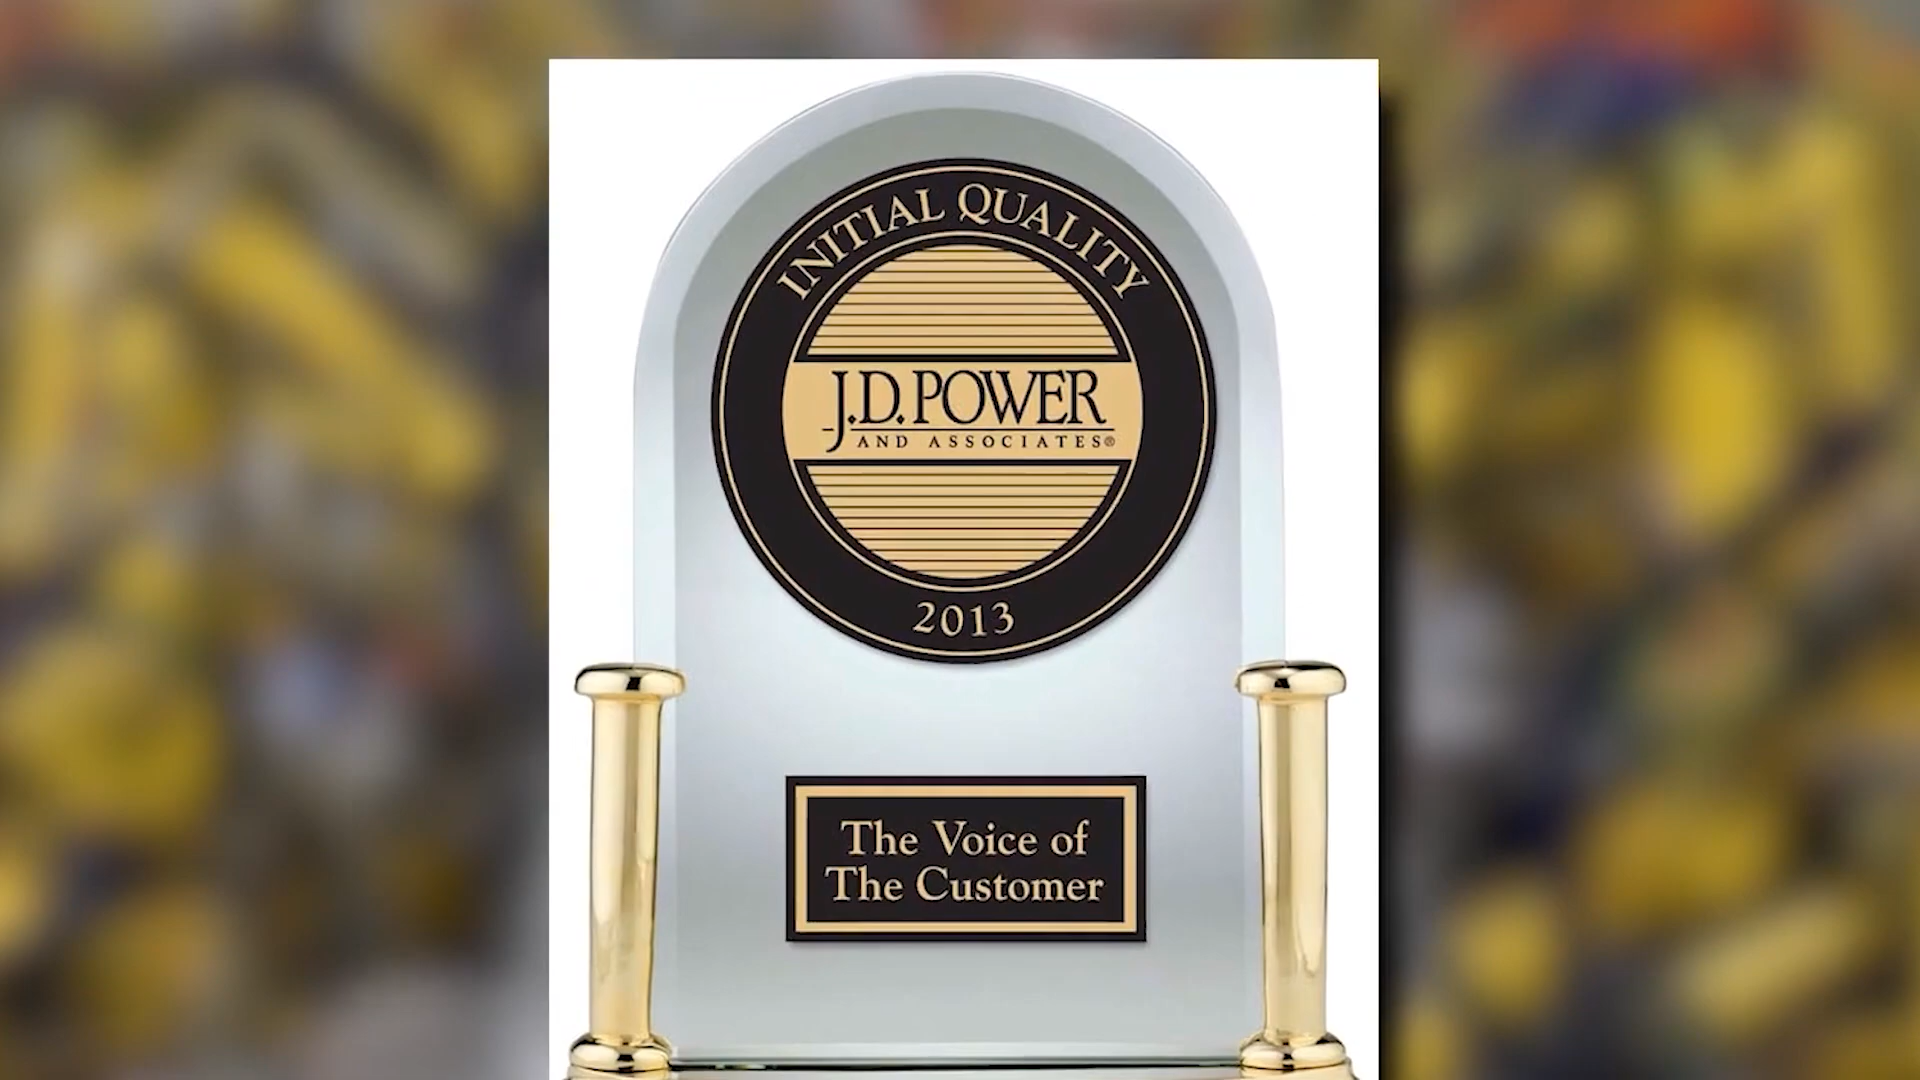 INITIAL QUALITY
J.D. POWER
AND ASSOCIATES®
2013
The Voice of
The Customer